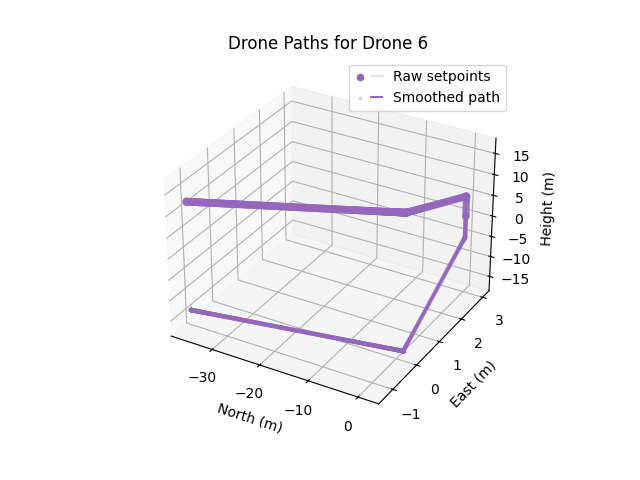 Drone Paths for Drone 6
Raw setpoints
Smoothed path
15
10
5
0
−5
−10
−15
Height (m)
3
2
1
0
−1
East (m)
−30
−20
−10
0
North (m)